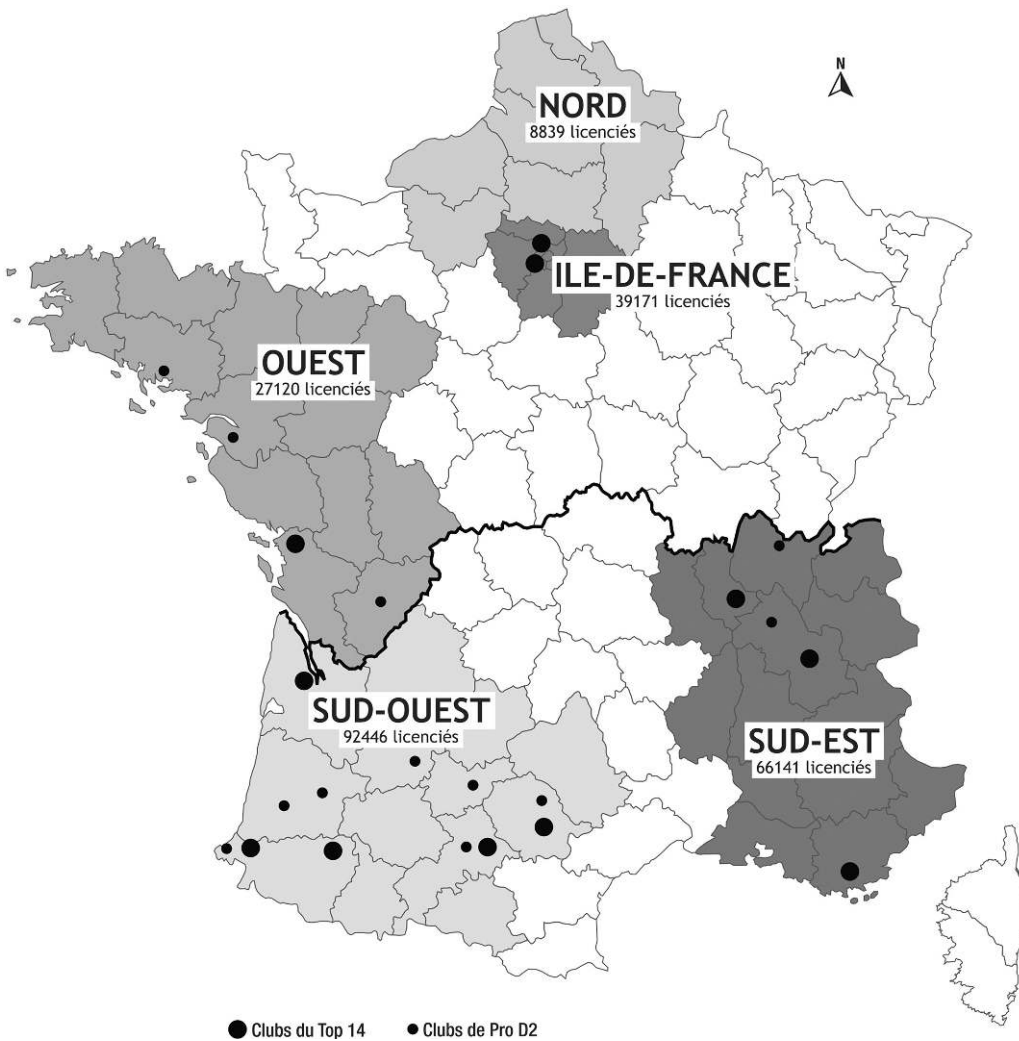 N
NORD
8839 licenciés
ILE-DE-FRANCE
39171 licenciés
OUEST
27120 licenciés
SUD-OUEST
92446 licenciés
SUD-EST
66141 licenciés
Clubs du Top 14
Clubs de Pro D2